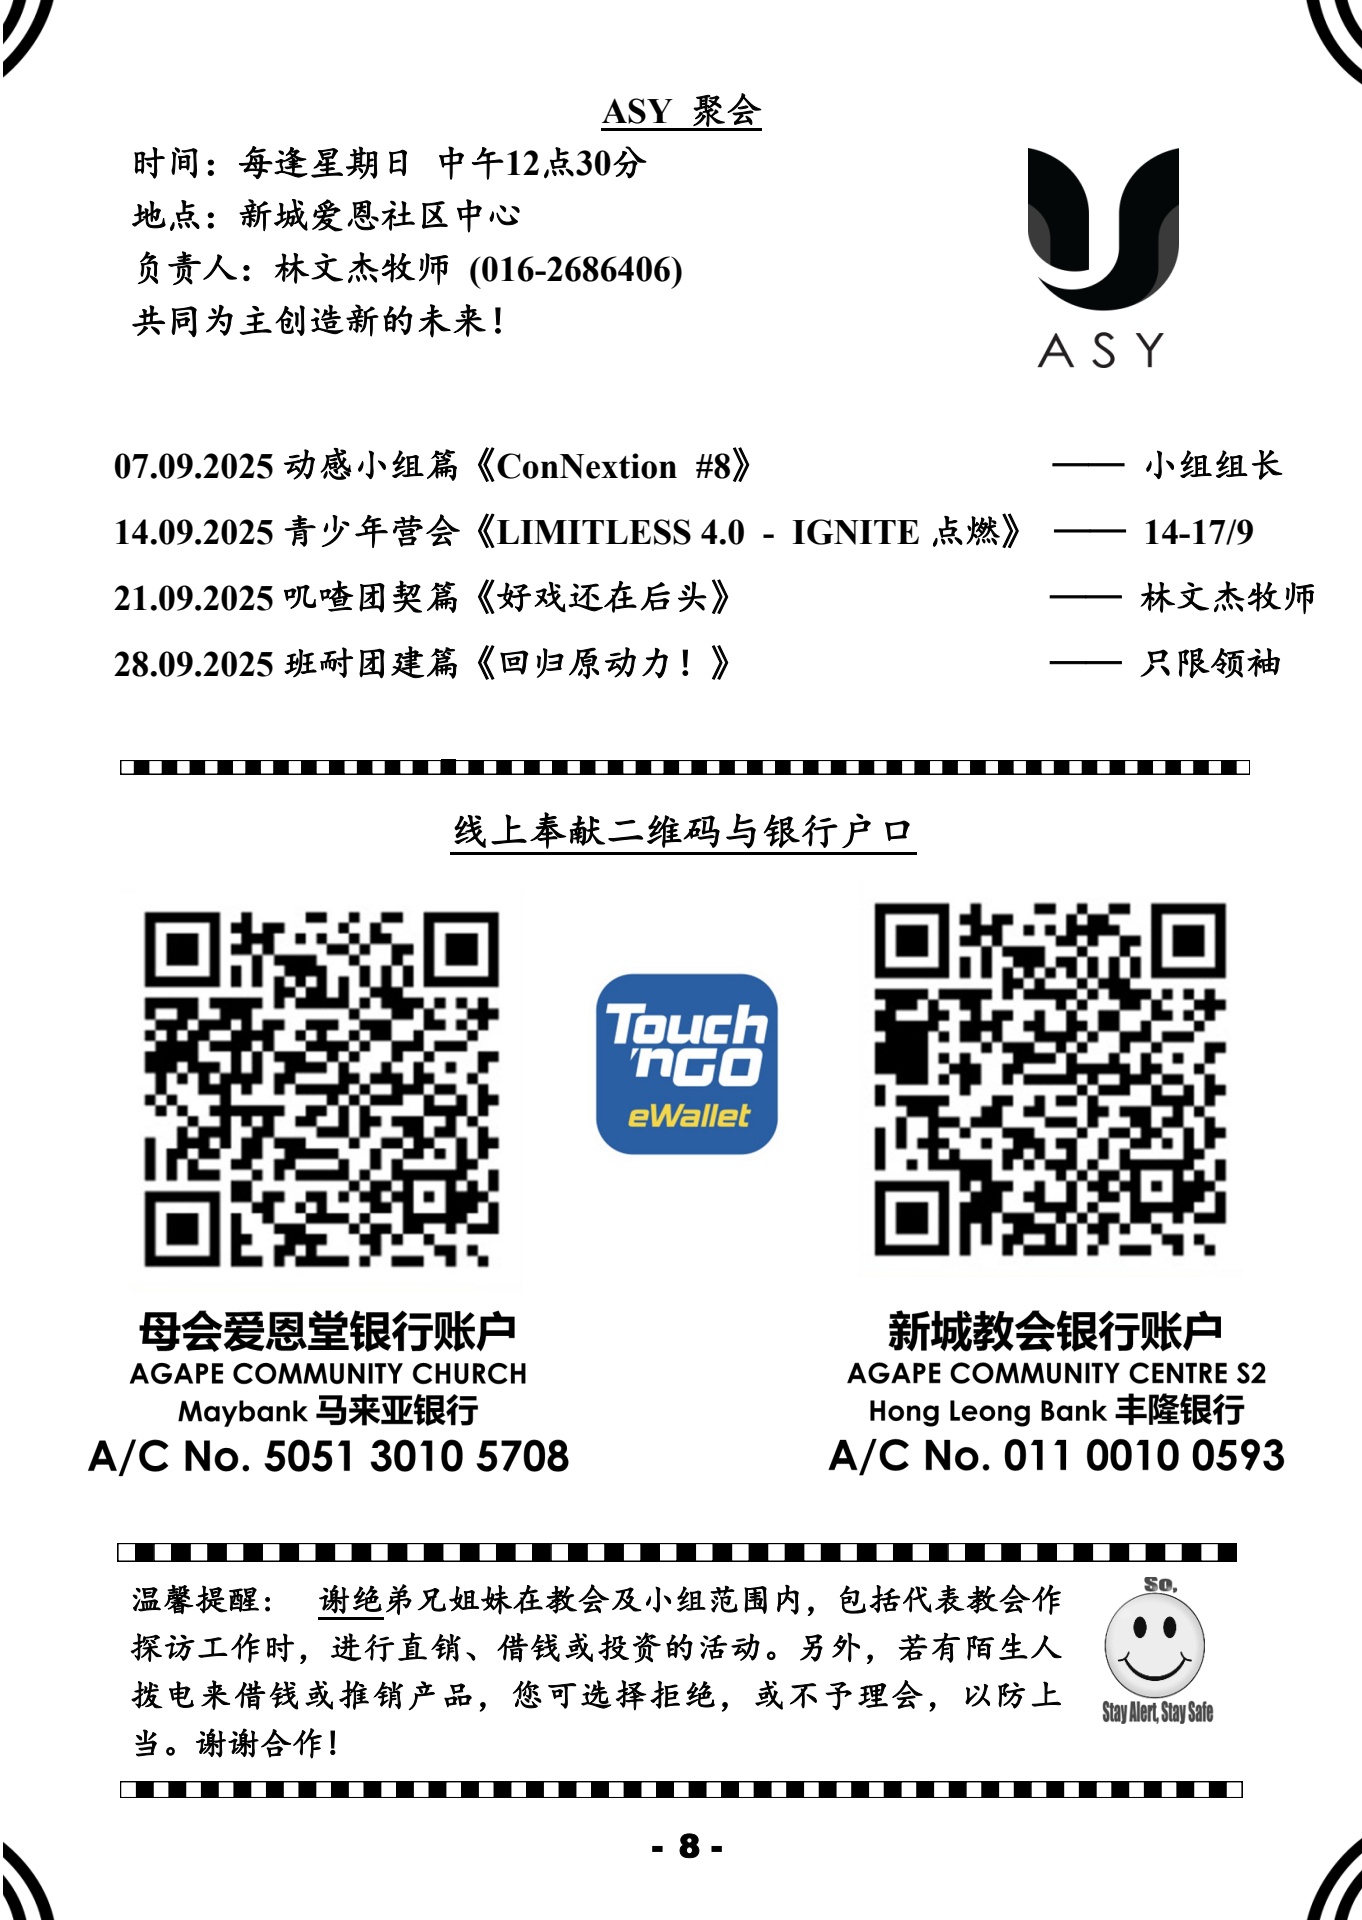 ASY 聚会
时间：每逢星期日 中午12点30分
地点：新城爱恩社区中心
负责人：林文杰牧师 (016-2686406)
共同为主创造新的未来！
ASY
07.09.2025 动感小组篇《ConNextion #8》 —— 小组组长
14.09.2025 青少年营会《LIMITLESS 4.0 - IGNITE 点燃》 —— 14-17/9
21.09.2025 叽喳团契篇《好戏还在后头》 —— 林文杰牧师
28.09.2025 班耐团建篇《回归原动力！》 —— 只限领袖
线上奉献二维码与银行户口
Touch
'nGO
eWallet
母会爱恩堂银行账户
AGAPE COMMUNITY CHURCH
Maybank 马来亚银行
A/C No. 5051 3010 5708
新城教会银行账户
AGAPE COMMUNITY CENTRE S2
Hong Leong Bank 丰隆银行
A/C No. 011 0010 0593
温馨提醒： 谢绝弟兄姐妹在教会及小组范围内，包括代表教会作
探访工作时，进行直销、借钱或投资的活动。另外，若有陌生人
拨电来借钱或推销产品，您可选择拒绝，或不予理会，以防上
当。谢谢合作！
So,
Stay Alert, Stay Safe
- 8 -